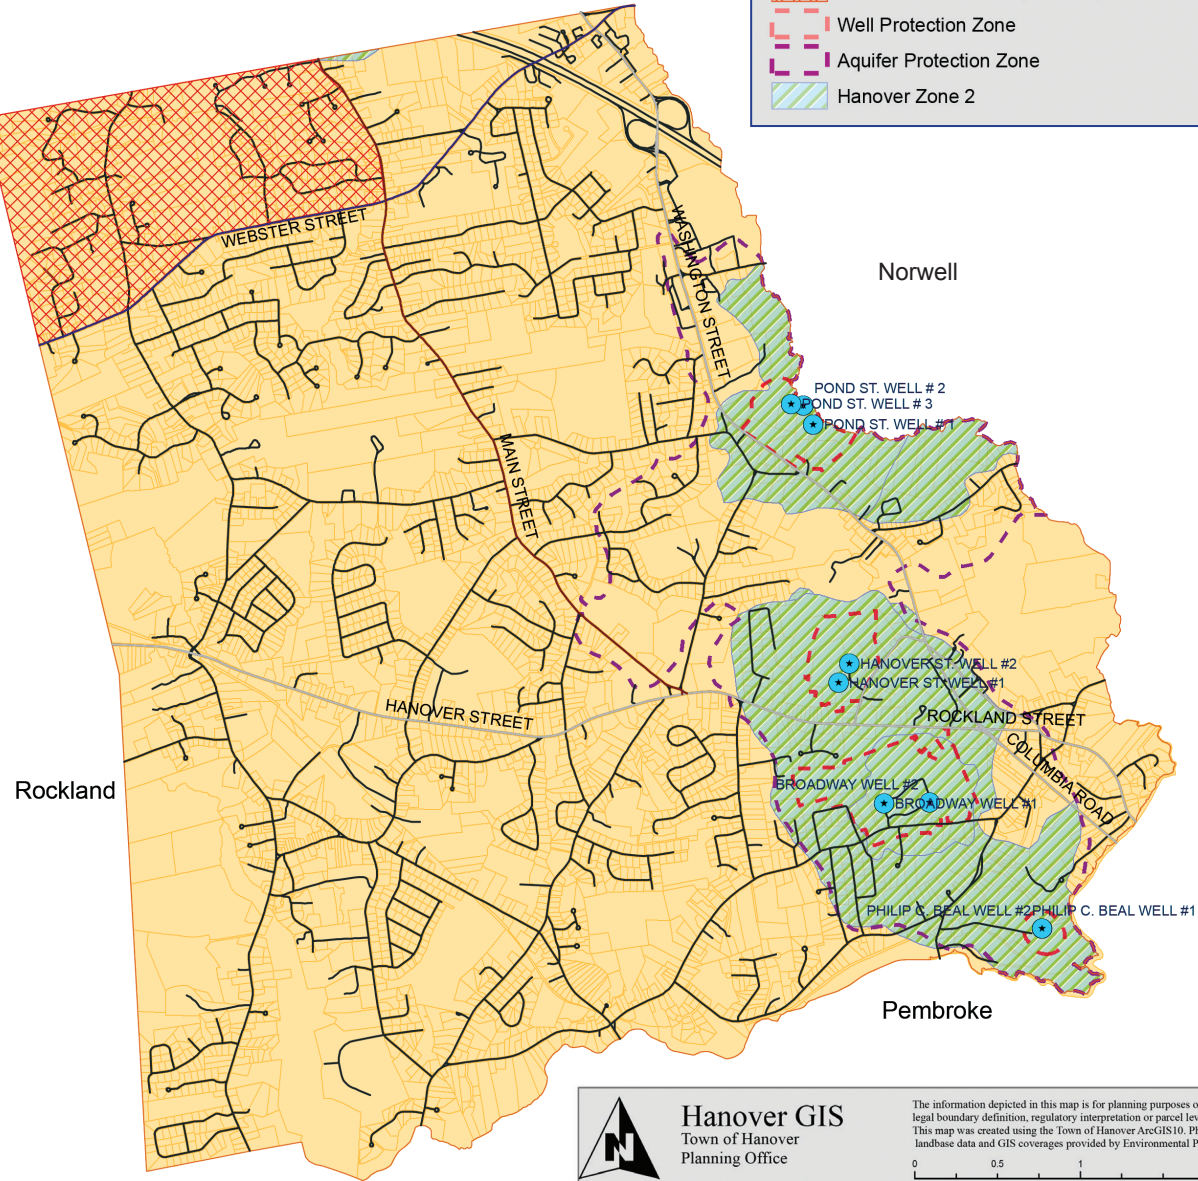 Well Protection Zone
Aquifer Protection Zone
Hanover Zone 2
WEBSTER STREET
WASHINGTON STREET
Norwell
POND ST. WELL # 2
POND ST. WELL # 3
POND ST. WELL # 1
MAIN STREET
HANOVER ST. WELL #2
HANOVER ST. WELL #1
HANOVER STREET
ROCKLAND STREET
COLUMBIA ROAD
Rockland
BROADWAY WELL #2
BROADWAY WELL #1
PHILIP C. BEAL WELL #2
PHILIP C. BEAL WELL #1
Pembroke
N
Hanover GIS
Town of Hanover
Planning Office
The information depicted in this map is for planning purposes
legal boundary definition, regulatory interpretation or parcel
This map was created using the Town of Hanover ArcGIS10.
landbase data and GIS coverages provided by Environmental
0 0.5 1